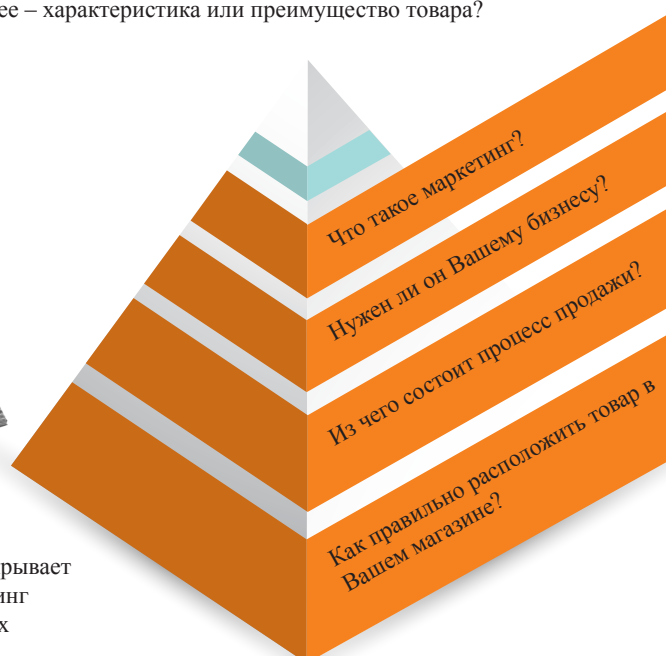 ее – характеристика или преимущество товара?
Что такое маркетинг?
Нужен ли он Вашему бизнесу?
Из чего состоит процесс продажи?
Как правильно расположить товар в
Вашем магазине?
рывает
инг
х